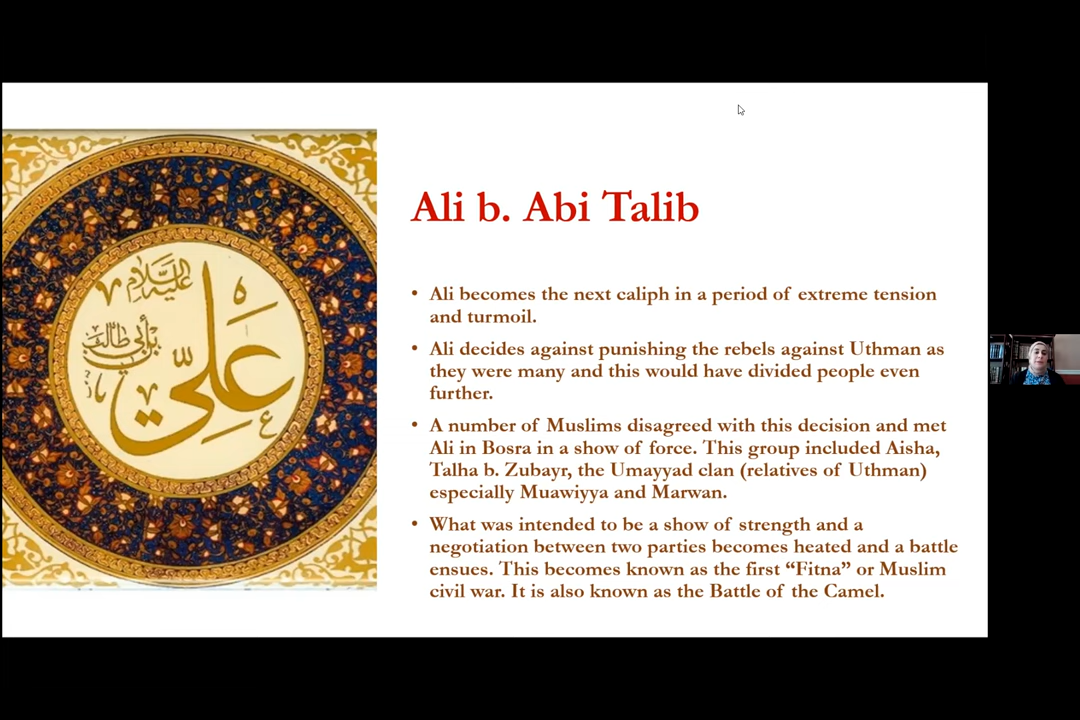 عليه السلام
علي
بن أبي طالب
Ali b. Abi Talib
• Ali becomes the next caliph in a period of extreme tension
and turmoil.
• Ali decides against punishing the rebels against Uthman as
they were many and this would have divided people even
further.
• A number of Muslims disagreed with this decision and met
Ali in Bosra in a show of force. This group included Aisha,
Talha b. Zubayr, the Umayyad clan (relatives of Uthman)
especially Muawiyya and Marwan.
• What was intended to be a show of strength and a
negotiation between two parties becomes heated and a battle
ensues. This becomes known as the first “Fitna” or Muslim
civil war. It is also known as the Battle of the Camel.